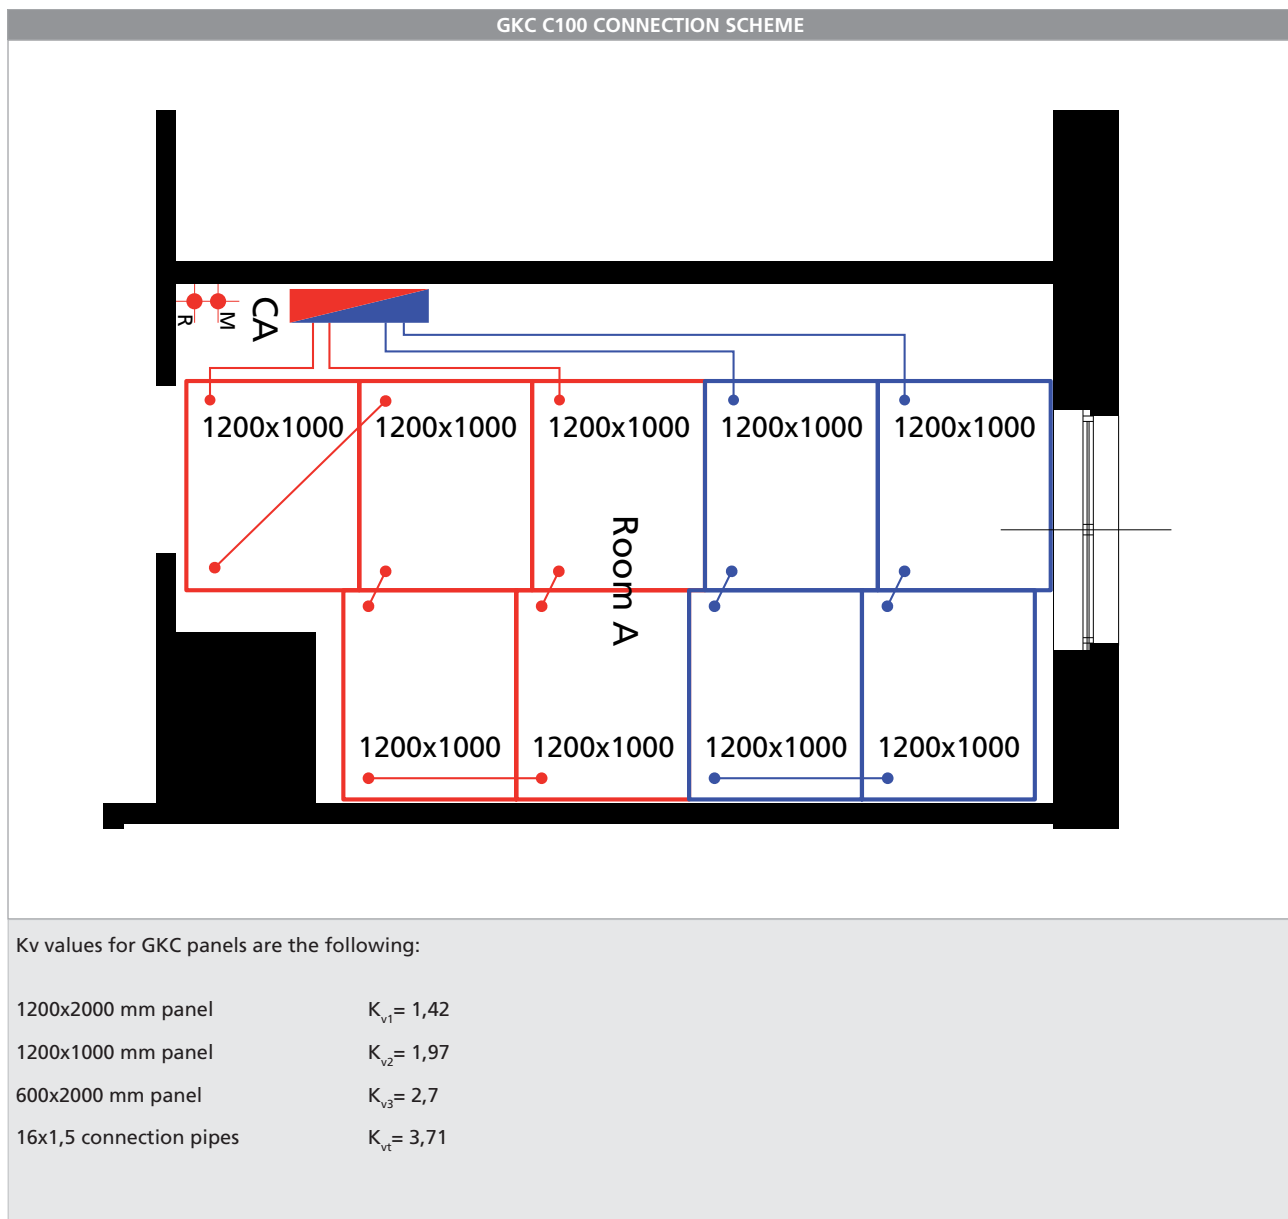 GKC C100 CONNECTION SCHEME
R
M
CA
1200x1000 1200x1000 1200x1000 1200x1000 1200x1000
Room A
1200x1000 1200x1000 1200x1000 1200x1000
Kv values for GKC panels are the following:
1200x2000 mm panel Kv1= 1,42
1200x1000 mm panel Kv2= 1,97
600x2000 mm panel Kv3= 2,7
16x1,5 connection pipes Kvt= 3,71